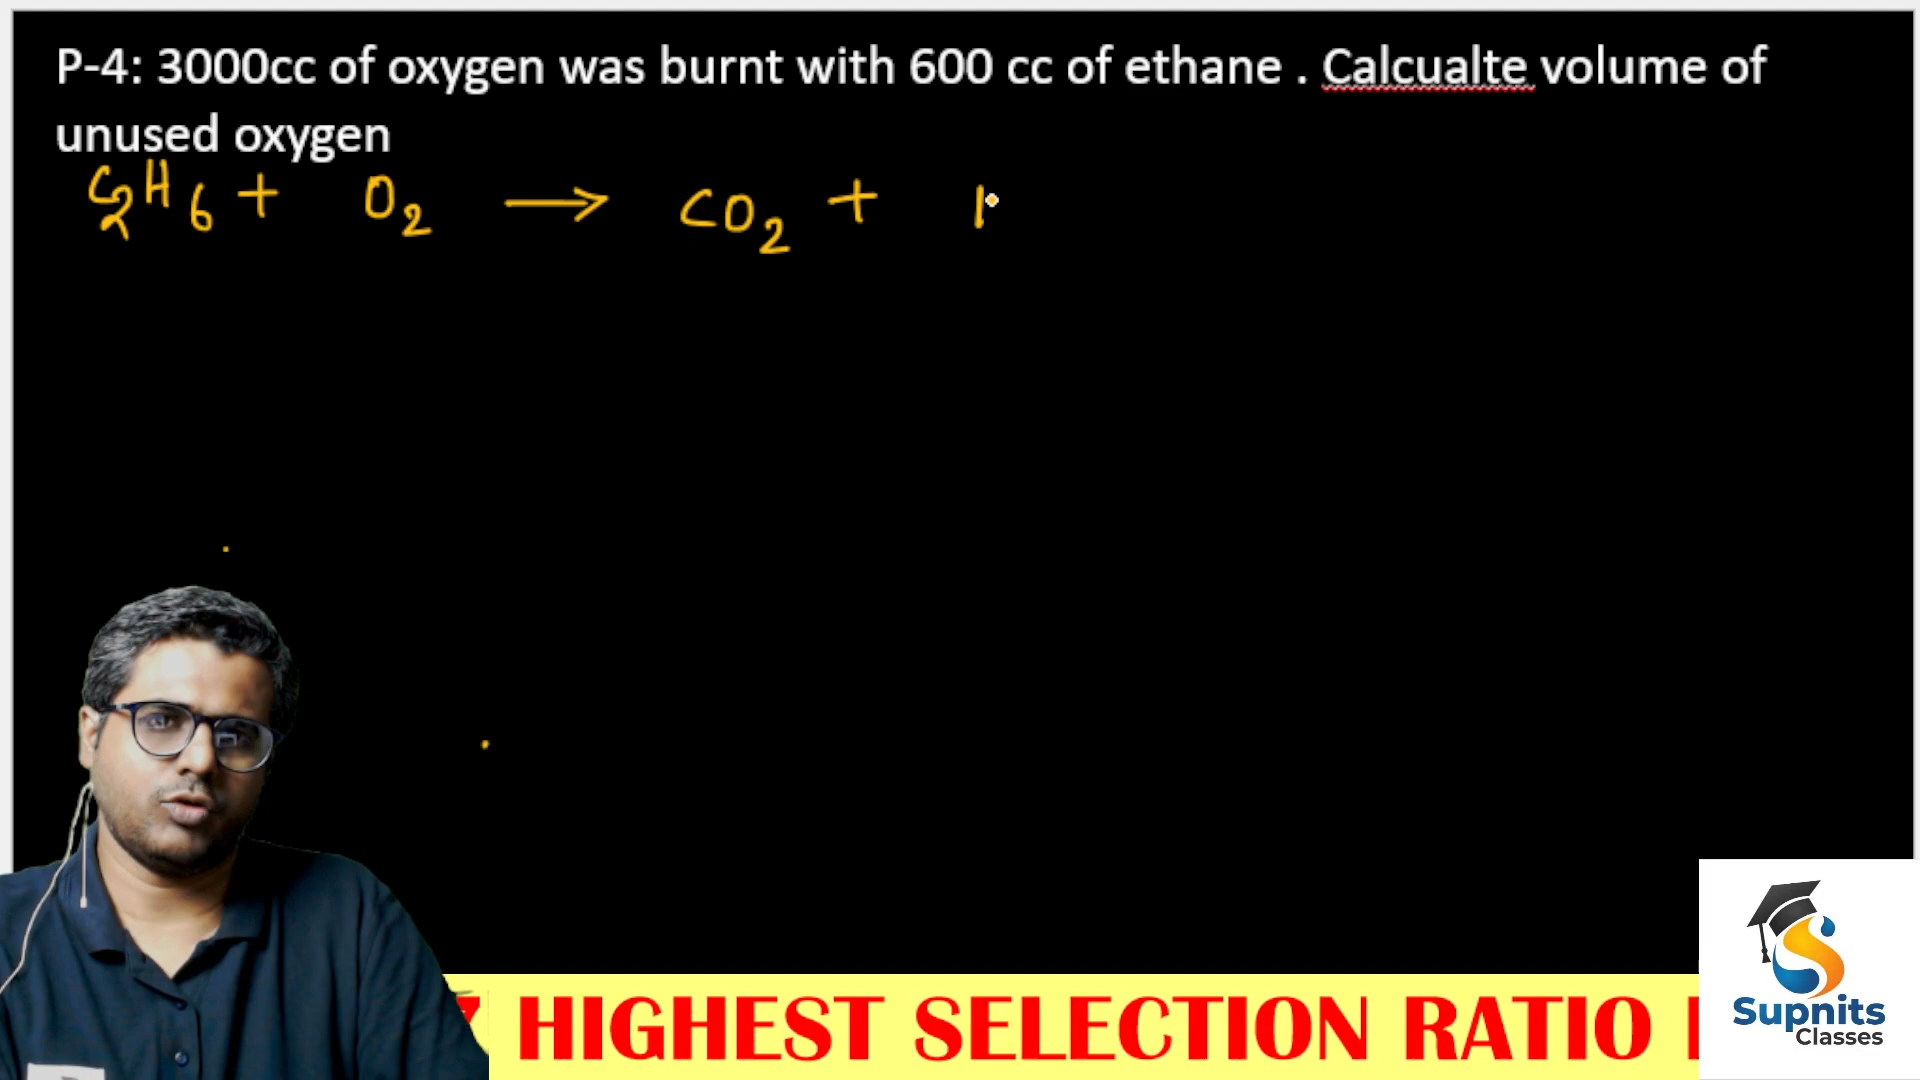 P-4: 3000cc of oxygen was burnt with 600 cc of ethane . Calcualte volume of
unused oxygen
C2H6 + O2 → CO2 +
HIGHEST SELECTION RATIO
Supnits
Classes